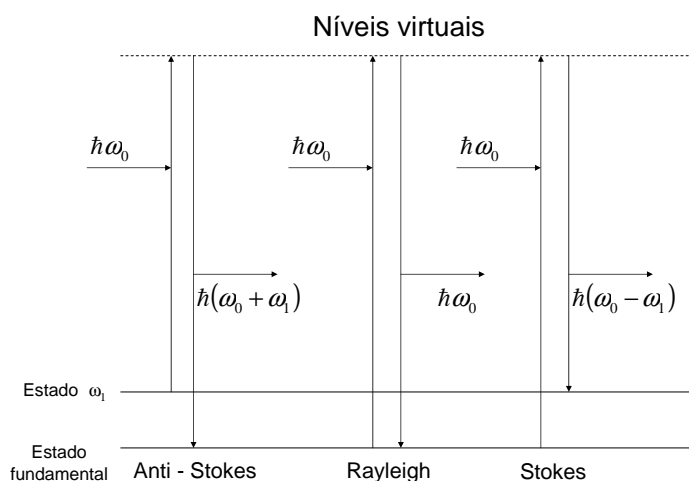 Níveis virtuais
ħω₀
ħω₀
ħω₀
ħ(ω₀ + ω₁)
ħω₀
ħ(ω₀ − ω₁)
Estado ω₁
Estado
fundamental
Anti - Stokes
Rayleigh
Stokes